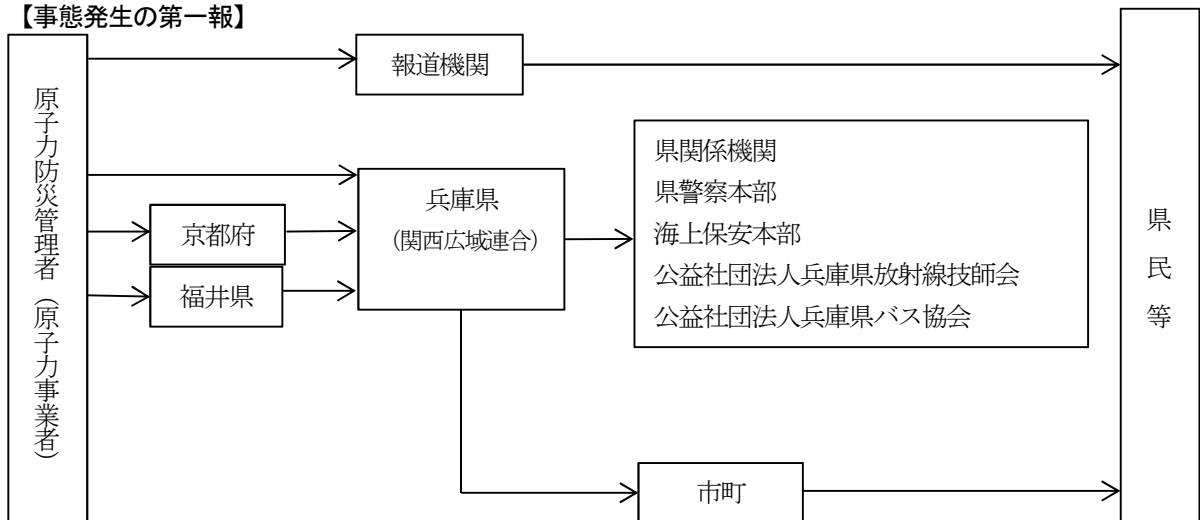 【事態発生の第一報】
原子力防災管理者（原子力事業者）
報道機関
京都府
福井県
兵庫県
（関西広域連合）
県関係機関
県警察本部
海上保安本部
公益社団法人兵庫県放射線技師会
公益社団法人兵庫県バス協会
市町
県民等